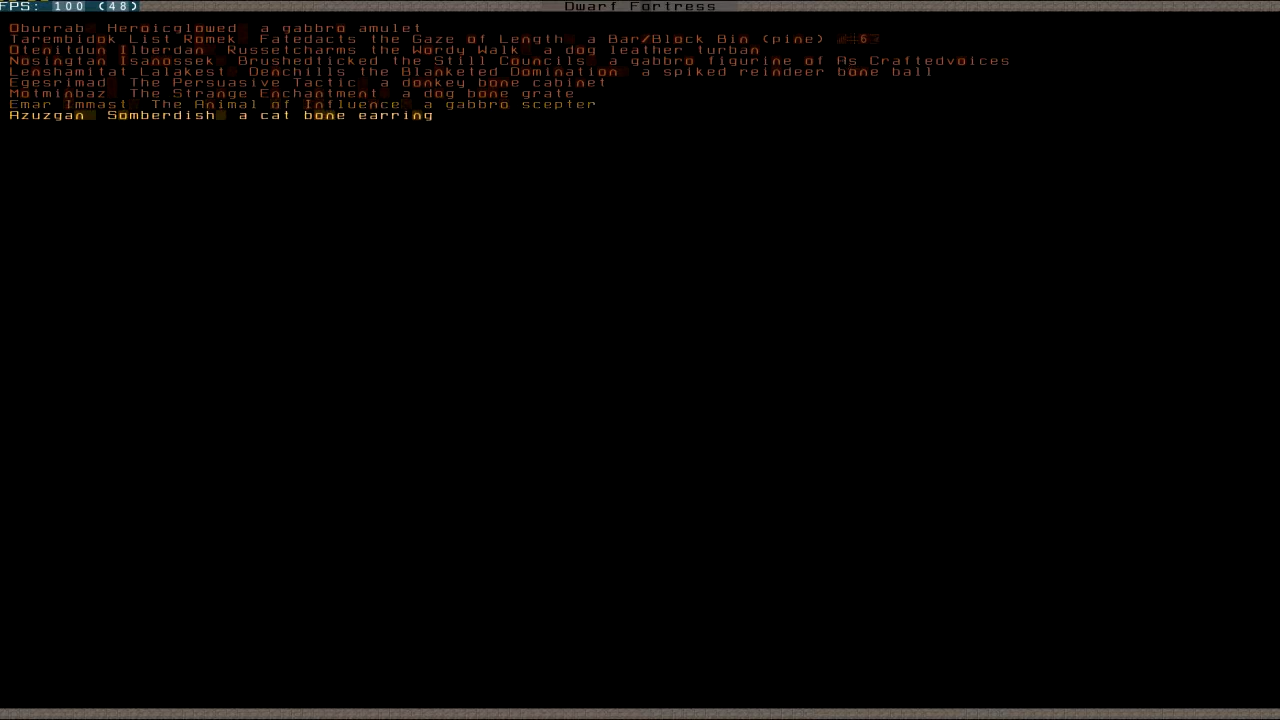 FPS: 100 (48)
Dwarf Fortress
Oburrab Heroicglowed a gabbro amulet
Tarembidok List Romek Fatedacts the Gaze of Length a Bar/Block Bin (pine) 6
Otenitdun Ilberdan Russetcharms the Wordy Walk a dog leather turban
Nosingtan Isanossek Brushedticked the Still Councils a gabbro figurine of As Craftedvoices
Lenshamitat Lalakest Denchills the Blanketed Domination a spiked reindeer bone ball
Egesrimad The Persuasive Tactic a donkey bone cabinet
Motminbaz The Strange Enchantment a dog bone grate
Emar Immast The Animal of Influence a gabbro scepter
Azuzgan Somberdish a cat bone earring